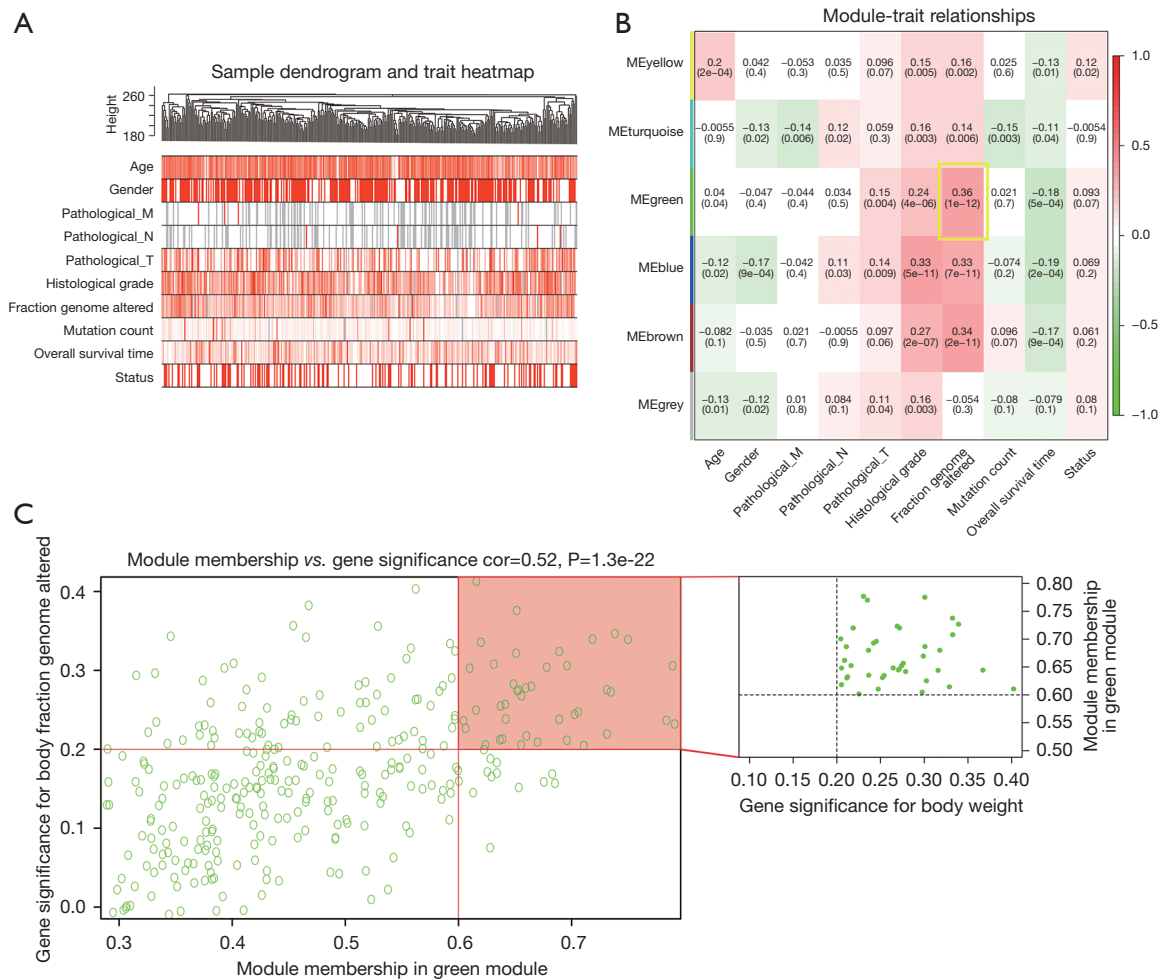 A
Sample dendrogram and trait heatmap
Height
260
180
Age
Gender
Pathological_M
Pathological_N
Pathological_T
Histological grade
Fraction genome altered
Mutation count
Overall survival time
Status
B
Module-trait relationships
MEyellow
0.2 0.042 −0.053 0.035 0.096 0.15 0.16 0.025 −0.13 0.12
(2e−04) (0.4) (0.3) (0.5) (0.07) (0.005) (0.002) (0.6) (0.01) (0.02)
MEturquoise
−0.0055 −0.13 −0.14 0.12 0.059 0.16 0.14 −0.15 −0.11 −0.0054
(0.9) (0.02) (0.006) (0.02) (0.3) (0.003) (0.006) (0.003) (0.04) (0.9)
MEgreen
0.04 −0.047 −0.044 0.034 0.15 0.24 0.36 0.021 −0.18 0.093
(0.04) (0.4) (0.4) (0.5) (0.004) (4e−06) (1e−12) (0.7) (5e−04) (0.07)
MEblue
−0.12 −0.17 −0.042 0.11 0.14 0.33 0.33 −0.074 −0.19 0.069
(0.02) (9e−04) (0.4) (0.03) (0.009) (5e−11) (7e−11) (0.2) (2e−04) (0.2)
MEbrown
−0.082 −0.035 0.021 −0.0055 0.097 0.27 0.34 0.096 −0.17 0.061
(0.1) (0.5) (0.7) (0.9) (0.06) (2e−07) (2e−11) (0.07) (9e−04) (0.2)
MEgrey
−0.13 −0.12 0.01 0.084 0.11 0.16 −0.054 −0.08 −0.079 0.08
(0.01) (0.02) (0.8) (0.1) (0.04) (0.003) (0.3) (0.1) (0.1) (0.1)
Age
Gender
Pathological_M
Pathological_N
Pathological_T
Histological grade
Fraction genome
altered
Mutation count
Overall survival time
Status
1.0
0.5
0.0
−0.5
−1.0
C
Module membership vs. gene significance cor=0.52, P=1.3e-22
Gene significance for body fraction genome altered
0.4
0.3
0.2
0.1
0.0
0.3 0.4 0.5 0.6 0.7
Module membership in green module
0.80
0.75
0.70
0.65
0.60
0.55
0.50
Module membership
in green module
0.10 0.15 0.20 0.25 0.30 0.35 0.40
Gene significance for body weight